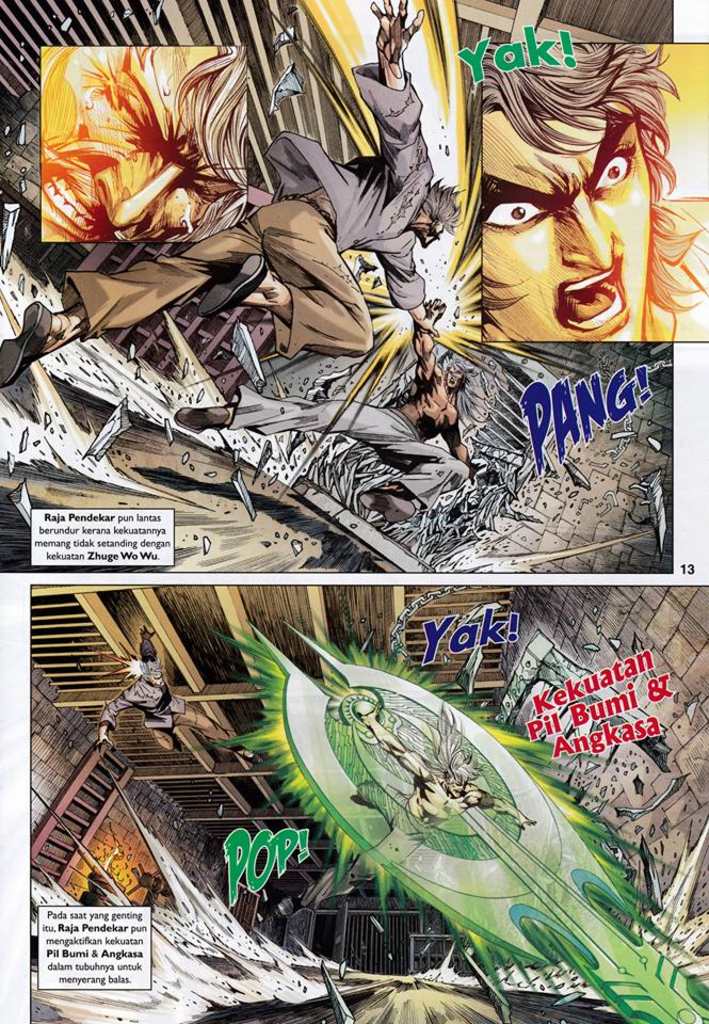 Yak!
PANG!
Raja Pendekar pun lantas
berundur kerana kekuatannya
memang tidak setanding dengan
kekuatan Zhuge Wo Wu.
13
Yak!
Kekuatan
Pil Bumi &
Angkasa
POP!
Pada saat yang genting
itu, Raja Pendekar pun
mengaktifkan kekuatan
Pil Bumi & Angkasa
dalam tubuhnya untuk
menyerang balas.